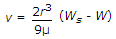 v = 2r³/9μ (Wₛ - W)